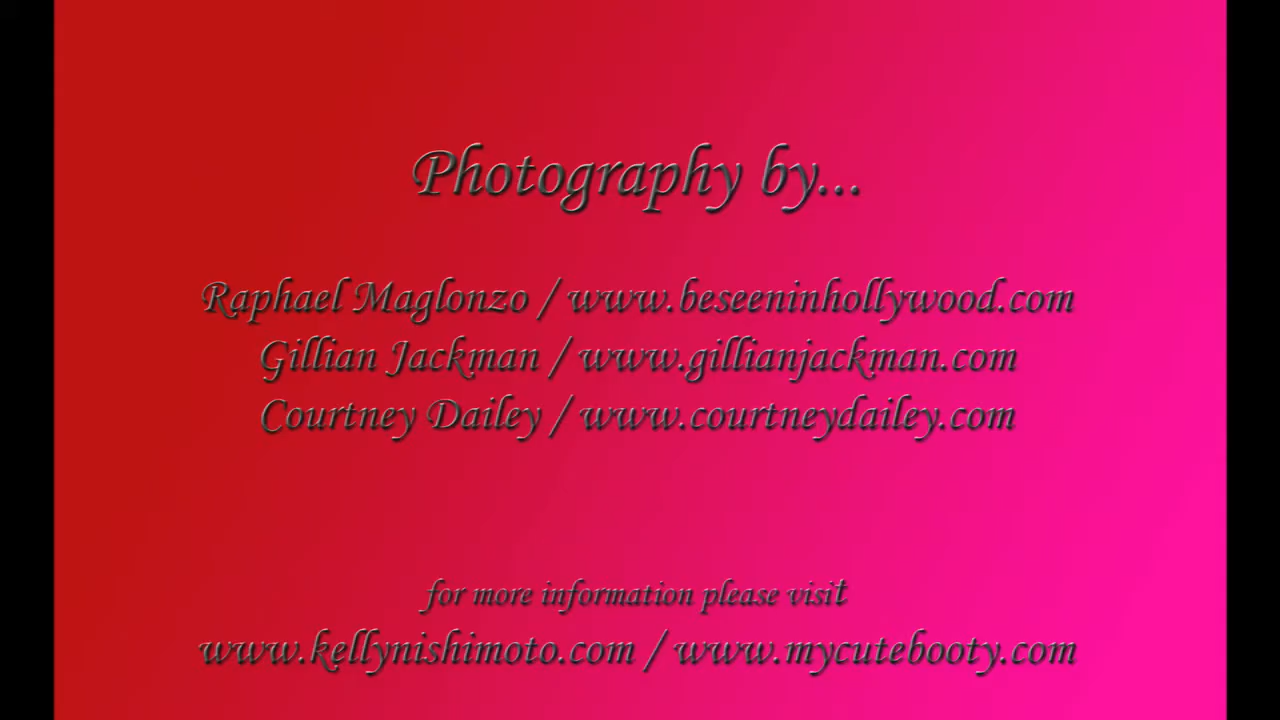 Photography by...
Raphael Maglonzo / www.beseeninhollywood.com
Gillian Jackman / www.gillianjackman.com
Courtney Dailey / www.courtneydailey.com
for more information please visit
www.kellynishimoto.com / www.mycutebooty.com